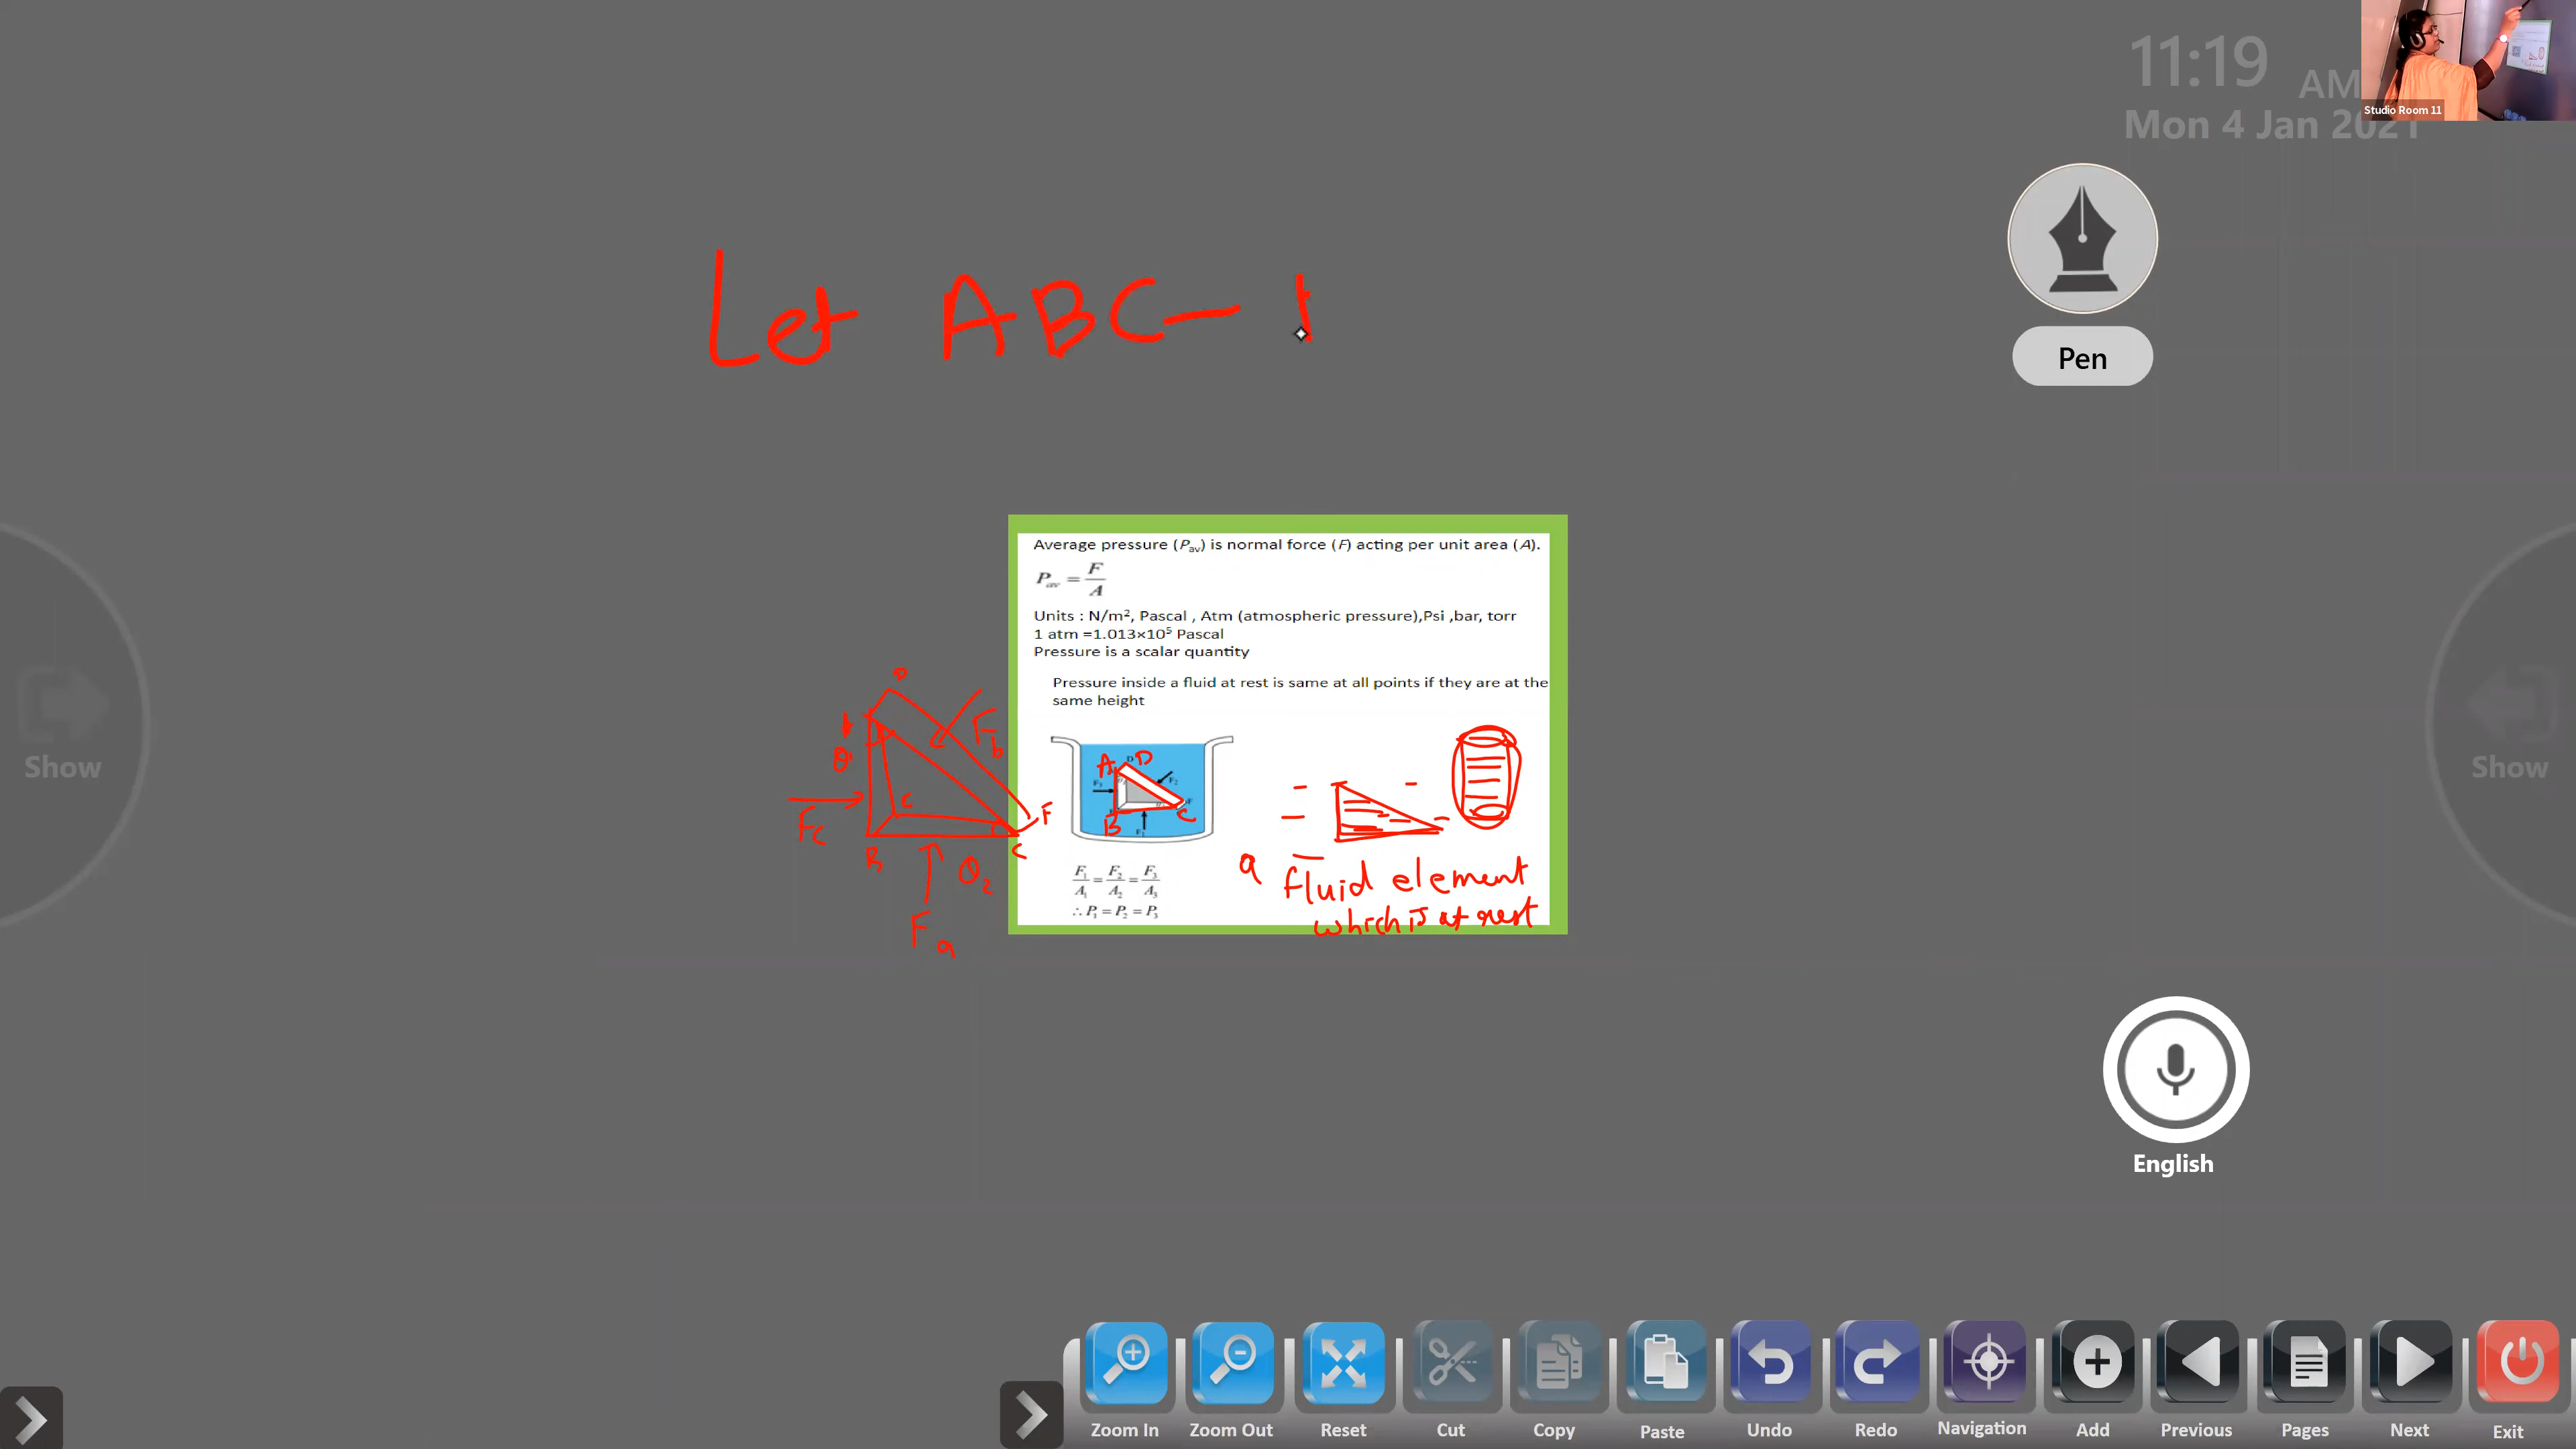 11:19 AM
Mon 4 Jan 2021
Studio Room 11
Pen
Let ABC-
Average pressure (Pav) is normal force (F) acting per unit area (A).
Pav = F/A
Units : N/m², Pascal , Atm (atmospheric pressure),Psi ,bar, torr
1 atm =1.013×10⁵ Pascal
Pressure is a scalar quantity
Pressure inside a fluid at rest is same at all points if they are at the
same height
Show
Show
D
θ
Fb
C
F
Fc
B
C
θ2
Fa
A D
D
F3
F2
B
C
F
F1
F1/A1 = F2/A2 = F3/A3
∴ P1 = P2 = P3
a fluid element
which is at rest
English
Zoom In
Zoom Out
Reset
Cut
Copy
Paste
Undo
Redo
Navigation
Add
Previous
Pages
Next
Exit